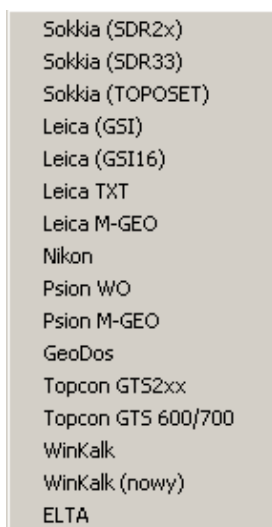 Sokkia (SDR2x)
Sokkia (SDR33)
Sokkia (TOPOSET)
Leica (GSI)
Leica (GSI16)
Leica TXT
Leica M-GEO
Nikon
Psion WO
Psion M-GEO
GeoDos
Topcon GTS2xx
Topcon GTS 600/700
WinKalk
WinKalk (nowy)
ELTA